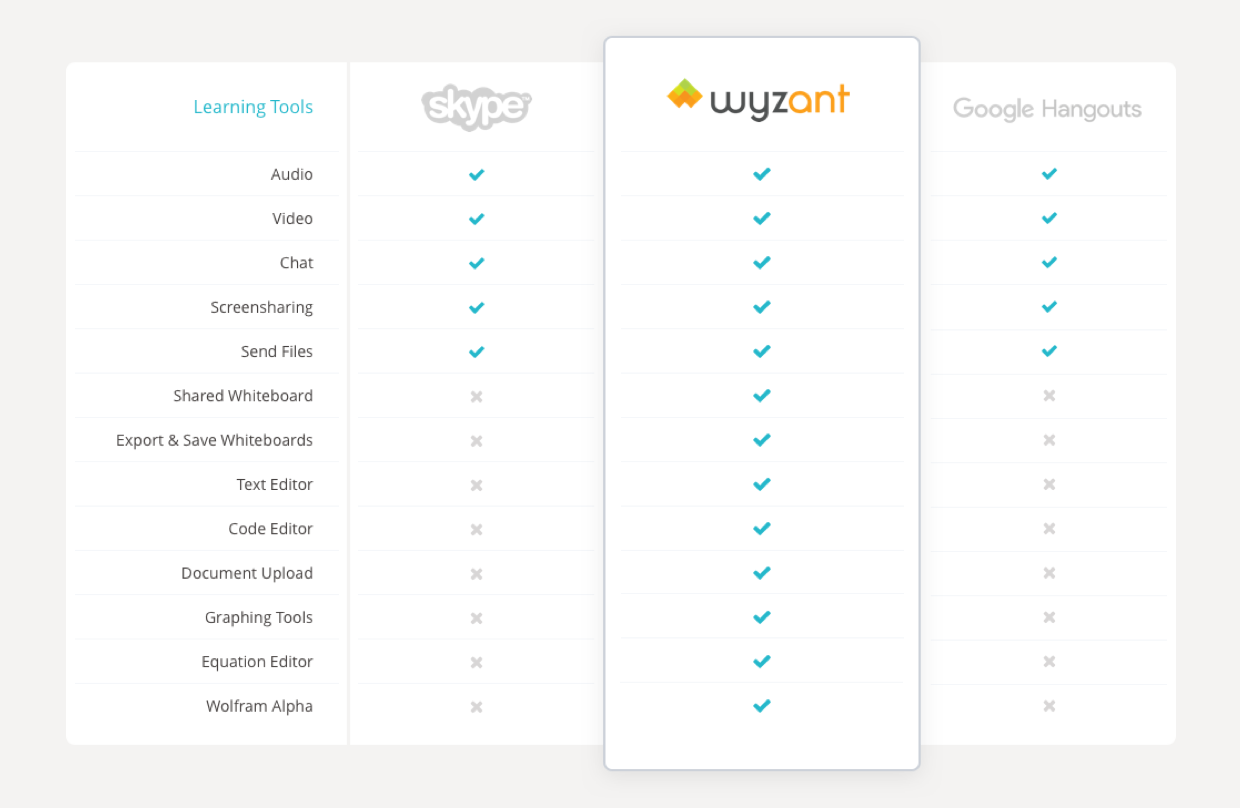 Learning Tools skype™ wyzant Google Hangouts
Audio
Video
Chat
Screensharing
Send Files
Shared Whiteboard
Export & Save Whiteboards
Text Editor
Code Editor
Document Upload
Graphing Tools
Equation Editor
Wolfram Alpha